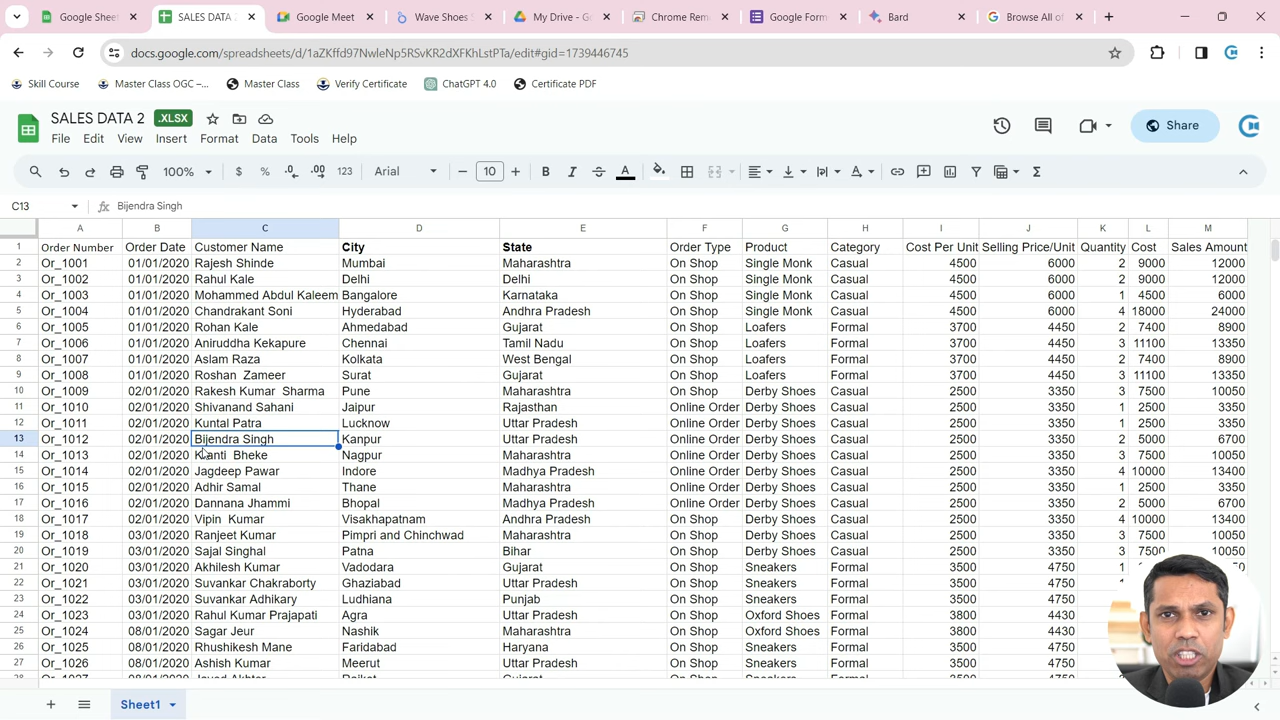 Google Shee
SALES DATA 2
Google Meet
Wave Shoes
My Drive - Go
Chrome Rem
Google Form
Bard
Browse All of
docs.google.com/spreadsheets/d/1aZKffd97NwleNp5RSvKR2dXFKhLstPTa/edit#gid=1739446745
Skill Course
Master Class OGC –...
Master Class
Verify Certificate
ChatGPT 4.0
Certificate PDF
SALES DATA 2 .XLSX
File Edit View Insert Format Data Tools Help
Share
100% $ % .0 .00 123 Arial 10 B I S A Σ
C13 fx Bijendra Singh
A B C D E F G H I J K L M
1 Order Number Order Date Customer Name City State Order Type Product Category Cost Per Unit Selling Price/Unit Quantity Cost Sales Amount
2 Or_1001 01/01/2020 Rajesh Shinde Mumbai Maharashtra On Shop Single Monk Casual 4500 6000 2 9000 12000
3 Or_1002 01/01/2020 Rahul Kale Delhi Delhi On Shop Single Monk Casual 4500 6000 2 9000 12000
4 Or_1003 01/01/2020 Mohammed Abdul Kaleem Bangalore Karnataka On Shop Single Monk Casual 4500 6000 1 4500 6000
5 Or_1004 01/01/2020 Chandrakant Soni Hyderabad Andhra Pradesh On Shop Single Monk Casual 4500 6000 4 18000 24000
6 Or_1005 01/01/2020 Rohan Kale Ahmedabad Gujarat On Shop Loafers Formal 3700 4450 2 7400 8900
7 Or_1006 01/01/2020 Aniruddha Kekapure Chennai Tamil Nadu On Shop Loafers Formal 3700 4450 3 11100 13350
8 Or_1007 01/01/2020 Aslam Raza Kolkata West Bengal On Shop Loafers Formal 3700 4450 2 7400 8900
9 Or_1008 01/01/2020 Roshan Zameer Surat Gujarat On Shop Loafers Formal 3700 4450 3 11100 13350
10 Or_1009 02/01/2020 Rakesh Kumar Sharma Pune Maharashtra On Shop Derby Shoes Casual 2500 3350 3 7500 10050
11 Or_1010 02/01/2020 Shivanand Sahani Jaipur Rajasthan Online Order Derby Shoes Casual 2500 3350 1 2500 3350
12 Or_1011 02/01/2020 Kuntal Patra Lucknow Uttar Pradesh Online Order Derby Shoes Casual 2500 3350 1 2500 3350
13 Or_1012 02/01/2020 Bijendra Singh Kanpur Uttar Pradesh Online Order Derby Shoes Casual 2500 3350 2 5000 6700
14 Or_1013 02/01/2020 Kranti Bheke Nagpur Maharashtra Online Order Derby Shoes Casual 2500 3350 3 7500 10050
15 Or_1014 02/01/2020 Jagdeep Pawar Indore Madhya Pradesh Online Order Derby Shoes Casual 2500 3350 4 10000 13400
16 Or_1015 02/01/2020 Adhir Samal Thane Maharashtra Online Order Derby Shoes Casual 2500 3350 1 2500 3350
17 Or_1016 02/01/2020 Dannana Jhammi Bhopal Madhya Pradesh Online Order Derby Shoes Casual 2500 3350 2 5000 6700
18 Or_1017 02/01/2020 Vipin Kumar Visakhapatnam Andhra Pradesh On Shop Derby Shoes Casual 2500 3350 4 10000 13400
19 Or_1018 03/01/2020 Ranjeet Kumar Pimpri and Chinchwad Maharashtra On Shop Derby Shoes Casual 2500 3350 3 7500 10050
20 Or_1019 03/01/2020 Sajal Singhal Patna Bihar On Shop Derby Shoes Casual 2500 3350 3 7500 10050
21 Or_1020 03/01/2020 Akhilesh Kumar Vadodara Gujarat On Shop Sneakers Formal 3500 4750 1
22 Or_1021 03/01/2020 Suvankar Chakraborty Ghaziabad Uttar Pradesh On Shop Sneakers Formal 3500 4750
23 Or_1022 03/01/2020 Suvankar Adhikary Ludhiana Punjab On Shop Sneakers Formal 3500 4750
24 Or_1023 03/01/2020 Rahul Kumar Prajapati Agra Uttar Pradesh On Shop Oxford Shoes Formal 3800 4430
25 Or_1024 08/01/2020 Sagar Jeur Nashik Maharashtra On Shop Oxford Shoes Formal 3800 4430
26 Or_1025 08/01/2020 Rhushikesh Mane Faridabad Haryana On Shop Sneakers Formal 3500 4750
27 Or_1026 08/01/2020 Ashish Kumar Meerut Uttar Pradesh On Shop Sneakers Formal 3500 4750
Sheet1